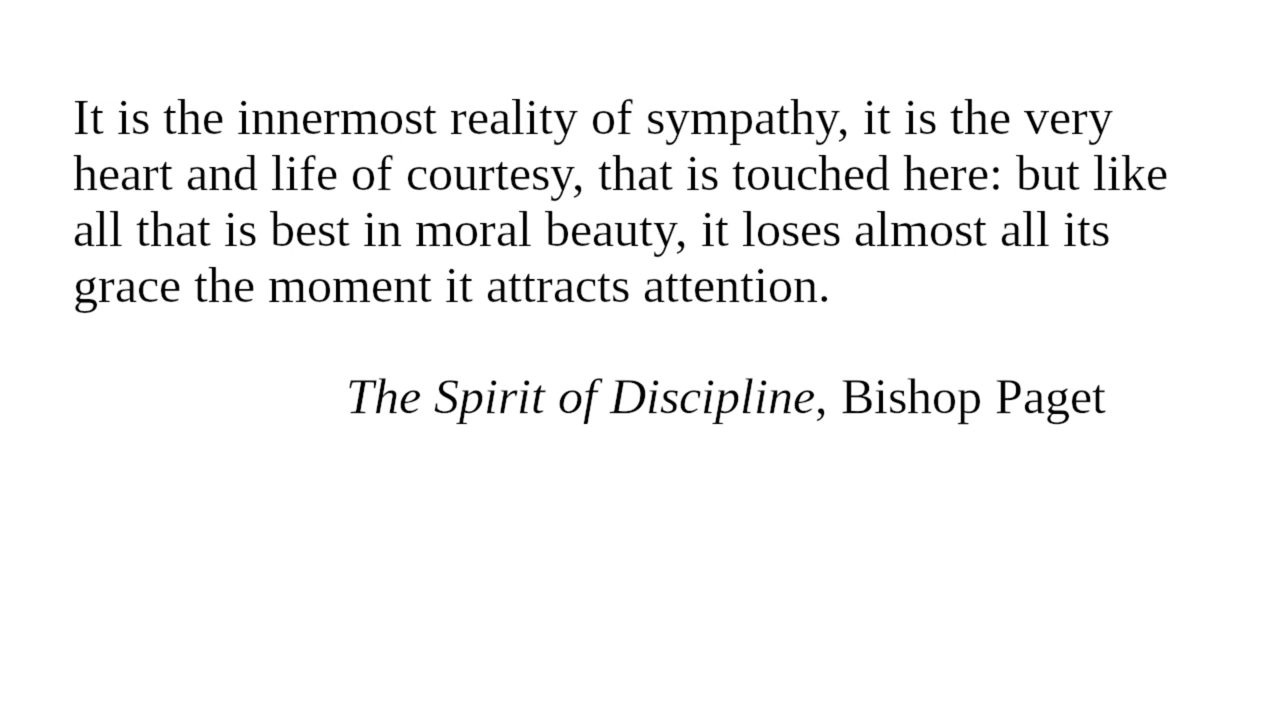 It is the innermost reality of sympathy, it is the very
heart and life of courtesy, that is touched here: but like
all that is best in moral beauty, it loses almost all its
grace the moment it attracts attention.
The Spirit of Discipline, Bishop Paget